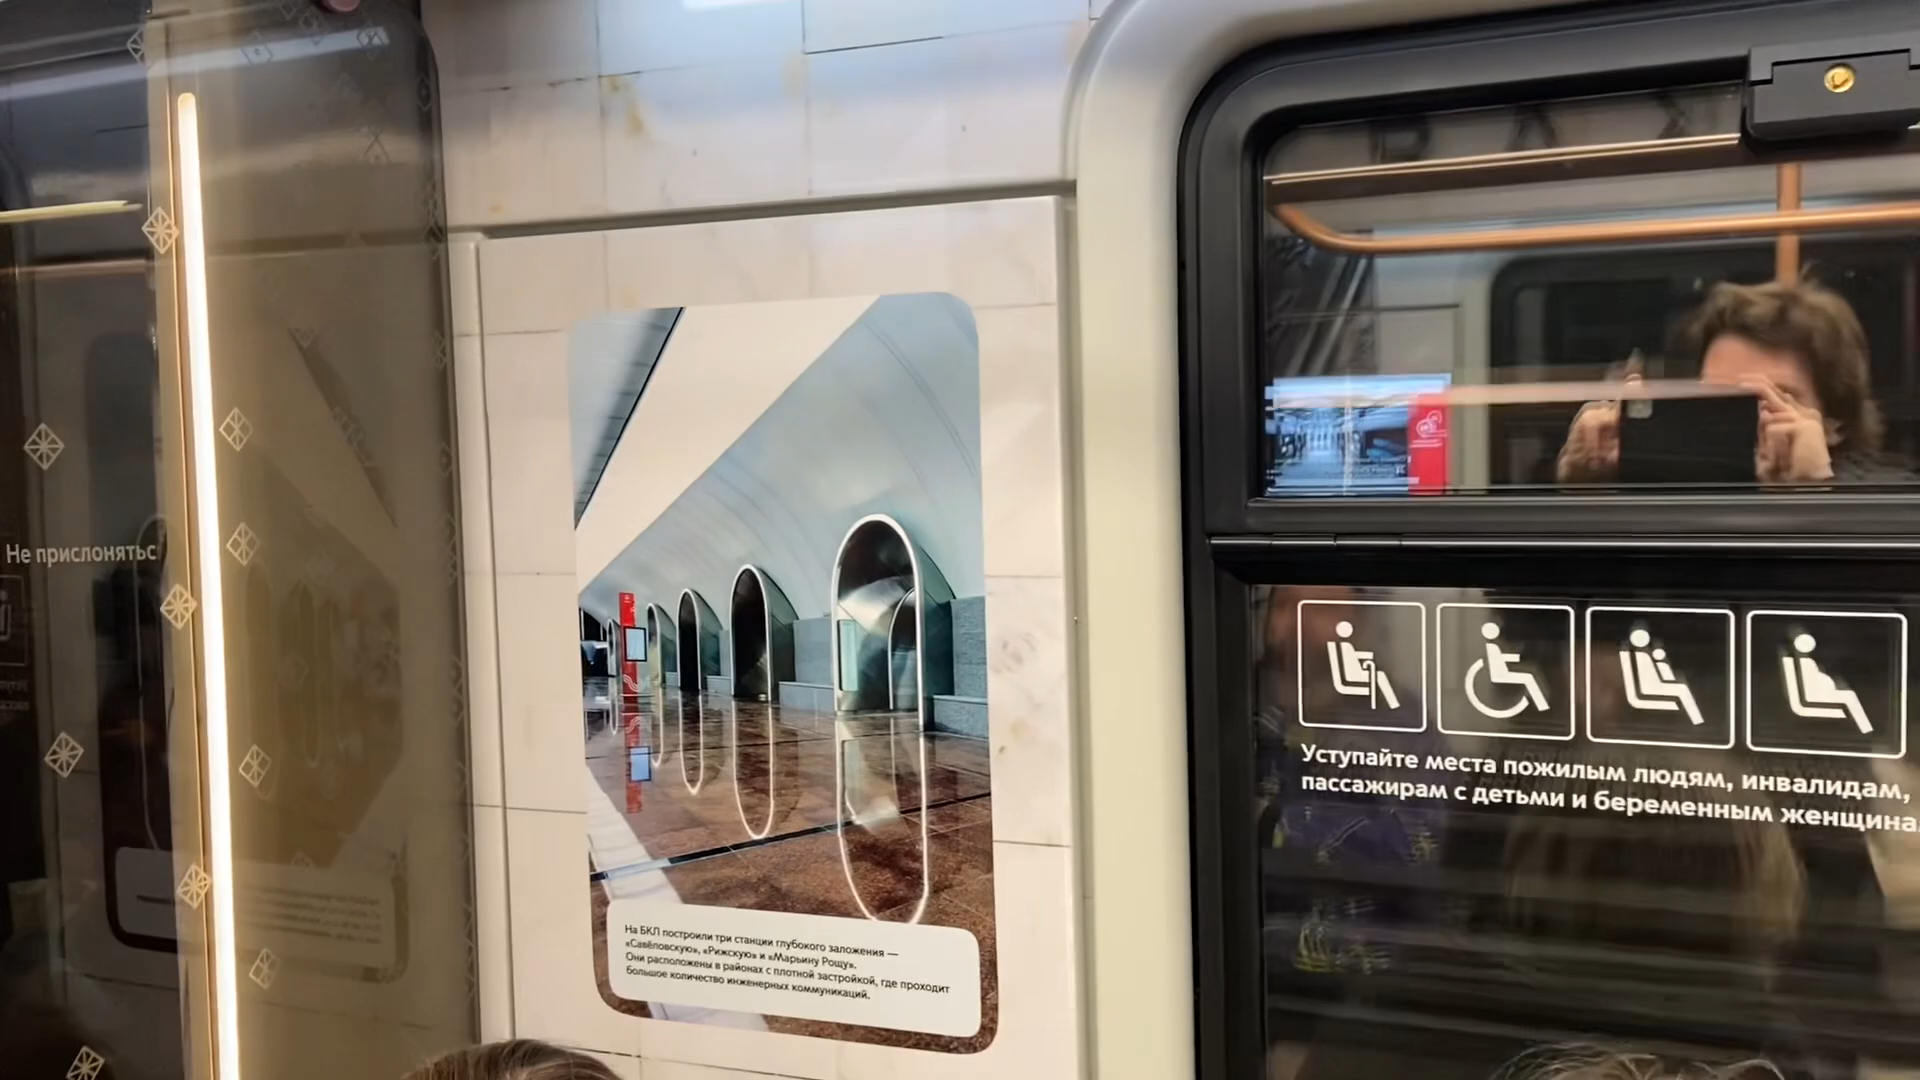 Не прислонятьс
На БКЛ построили три станции глубокого заложения —
«Савёловскую», «Рижскую» и «Марьину Рощу».
Они расположены в районах с плотной застройкой, где проходит
большое количество инженерных коммуникаций.
Уступайте места пожилым людям, инвалидам,
пассажирам с детьми и беременным женщина